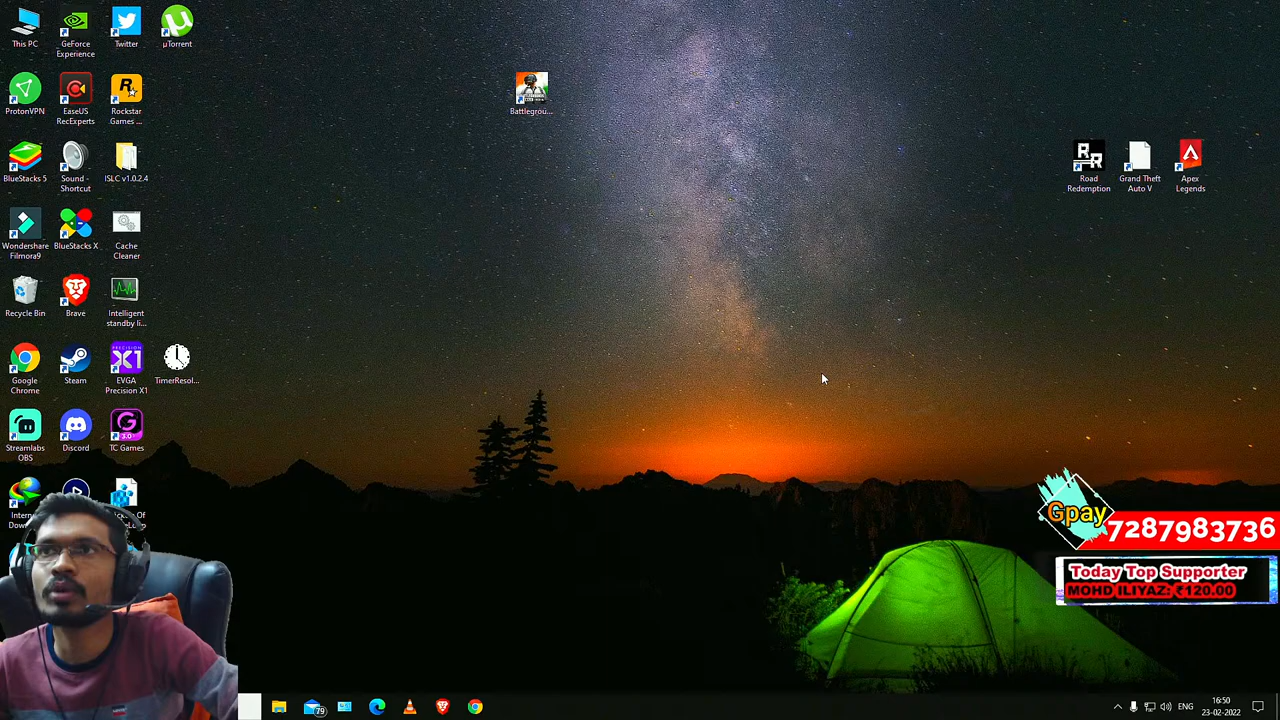 This PC
GeForce
Experience
Twitter
µTorrent
ProtonVPN
EaseUS
RecExperts
Rockstar
Games ...
Battlegrou...
BlueStacks 5
Sound -
Shortcut
ISLC v1.0.2.4
Road
Redemption
Grand Theft
Auto V
Apex
Legends
Wondershare
Filmora9
BlueStacks X
Cache
Cleaner
Recycle Bin
Brave
Intelligent
standby li...
Google
Chrome
Steam
EVGA
Precision X1
TimerResol...
Streamlabs
OBS
Discord
TC Games
Gpay
7287983736
Today Top Supporter
MOHD ILIYAZ: ₹120.00
79
ENG
16:50
23-02-2022